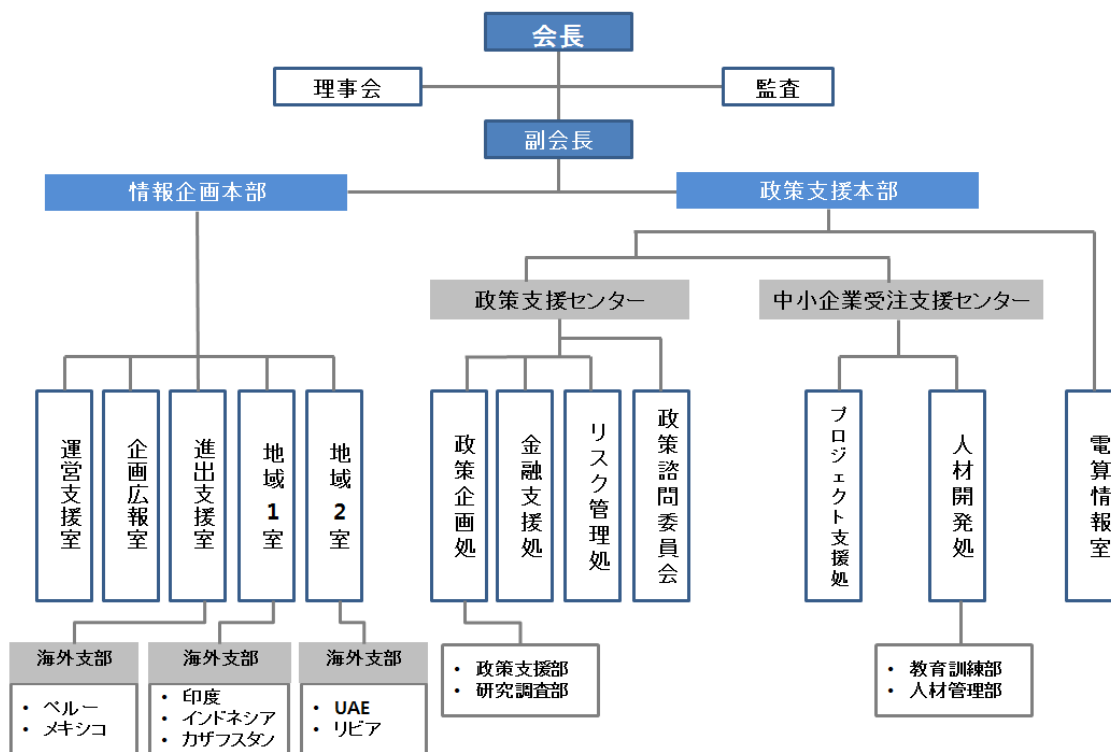 会長
理事会
監査
副会長
情報企画本部
政策支援本部
政策支援センター
中小企業受注支援センター
運営支援室
企画広報室
進出支援室
地域1室
地域2室
政策企画処
金融支援処
リスク管理処
政策諮問委員会
プロジェクト支援処
人材開発処
電算情報室
海外支部
・ペルー
・メキシコ
海外支部
・印度
・インドネシア
・カザフスタン
海外支部
・UAE
・リビア
・政策支援部
・研究調査部
・教育訓練部
・人材管理部